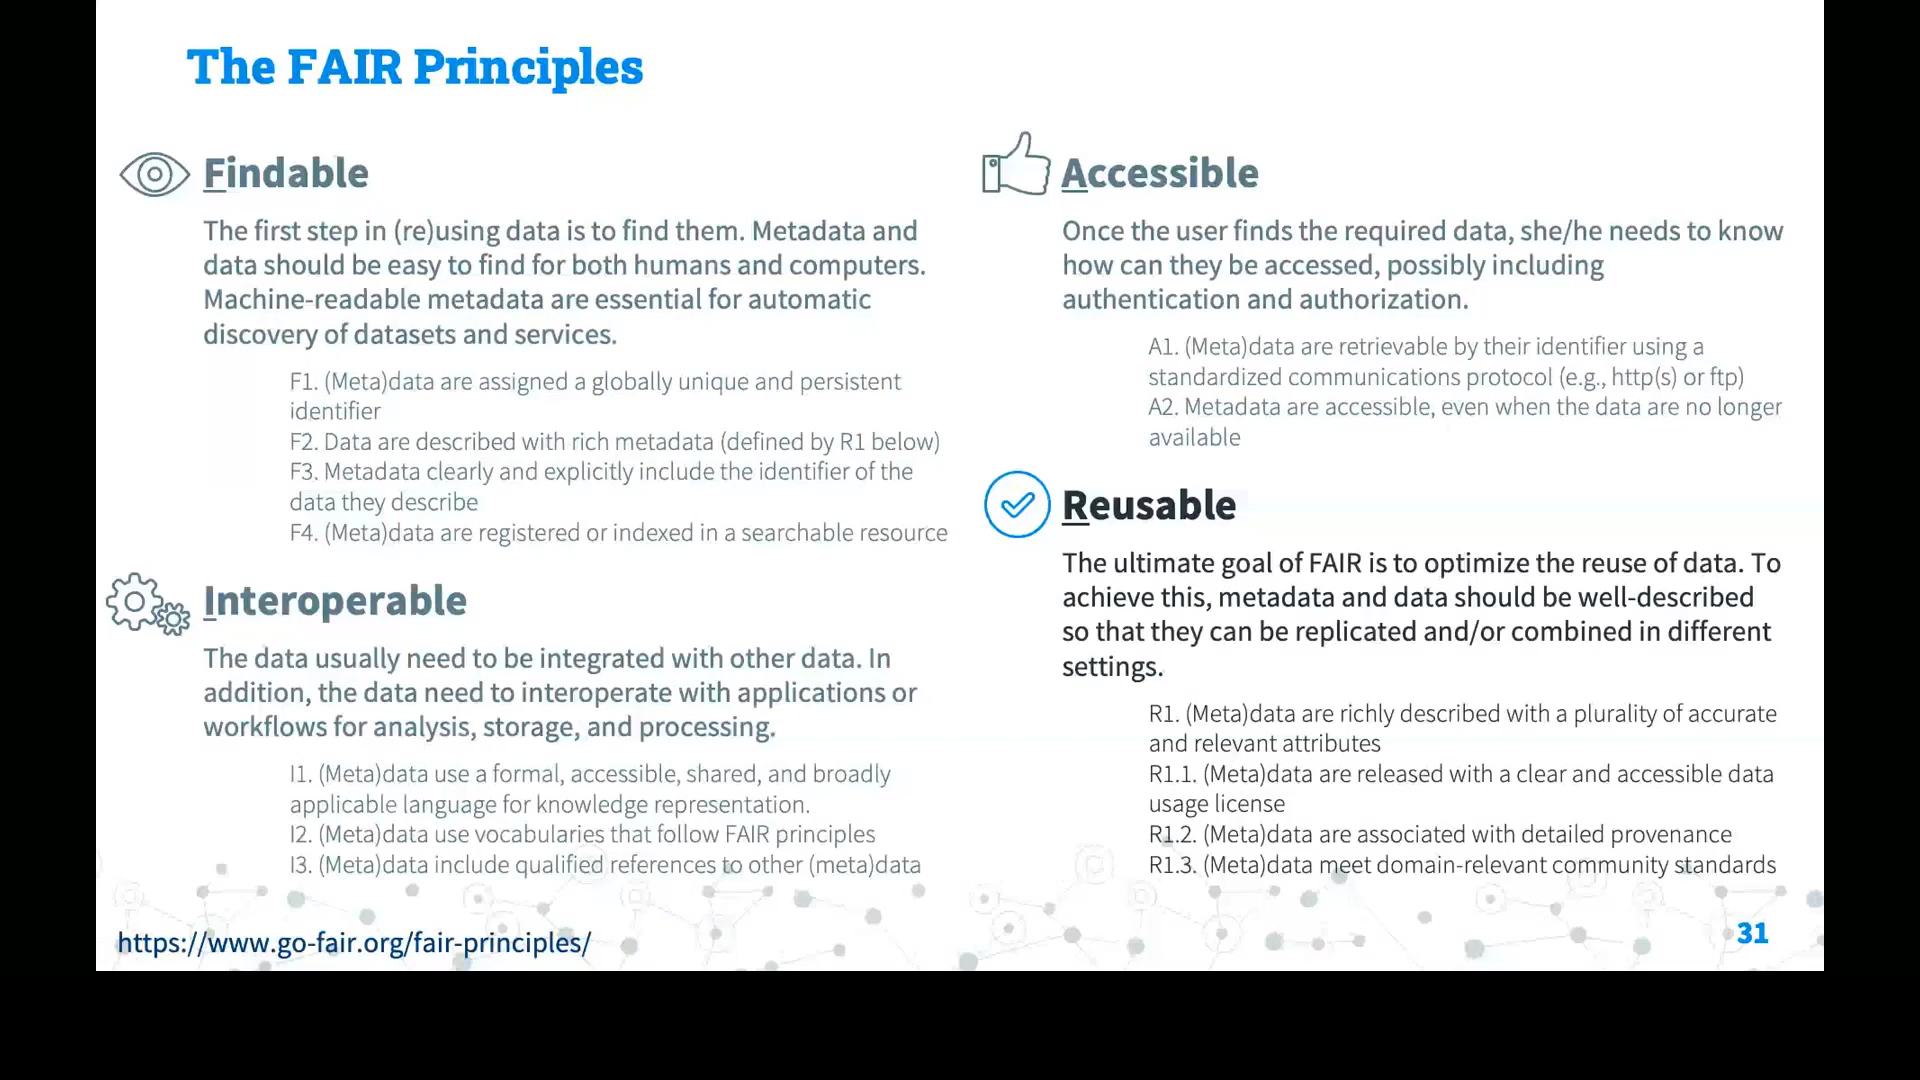 The FAIR Principles
Findable
The first step in (re)using data is to find them. Metadata and
data should be easy to find for both humans and computers.
Machine-readable metadata are essential for automatic
discovery of datasets and services.
F1. (Meta)data are assigned a globally unique and persistent
identifier
F2. Data are described with rich metadata (defined by R1 below)
F3. Metadata clearly and explicitly include the identifier of the
data they describe
F4. (Meta)data are registered or indexed in a searchable resource
Interoperable
The data usually need to be integrated with other data. In
addition, the data need to interoperate with applications or
workflows for analysis, storage, and processing.
I1. (Meta)data use a formal, accessible, shared, and broadly
applicable language for knowledge representation.
I2. (Meta)data use vocabularies that follow FAIR principles
I3. (Meta)data include qualified references to other (meta)data
Accessible
Once the user finds the required data, she/he needs to know
how can they be accessed, possibly including
authentication and authorization.
A1. (Meta)data are retrievable by their identifier using a
standardized communications protocol (e.g., http(s) or ftp)
A2. Metadata are accessible, even when the data are no longer
available
Reusable
The ultimate goal of FAIR is to optimize the reuse of data. To
achieve this, metadata and data should be well-described
so that they can be replicated and/or combined in different
settings.
R1. (Meta)data are richly described with a plurality of accurate
and relevant attributes
R1.1. (Meta)data are released with a clear and accessible data
usage license
R1.2. (Meta)data are associated with detailed provenance
R1.3. (Meta)data meet domain-relevant community standards
https://www.go-fair.org/fair-principles/
31